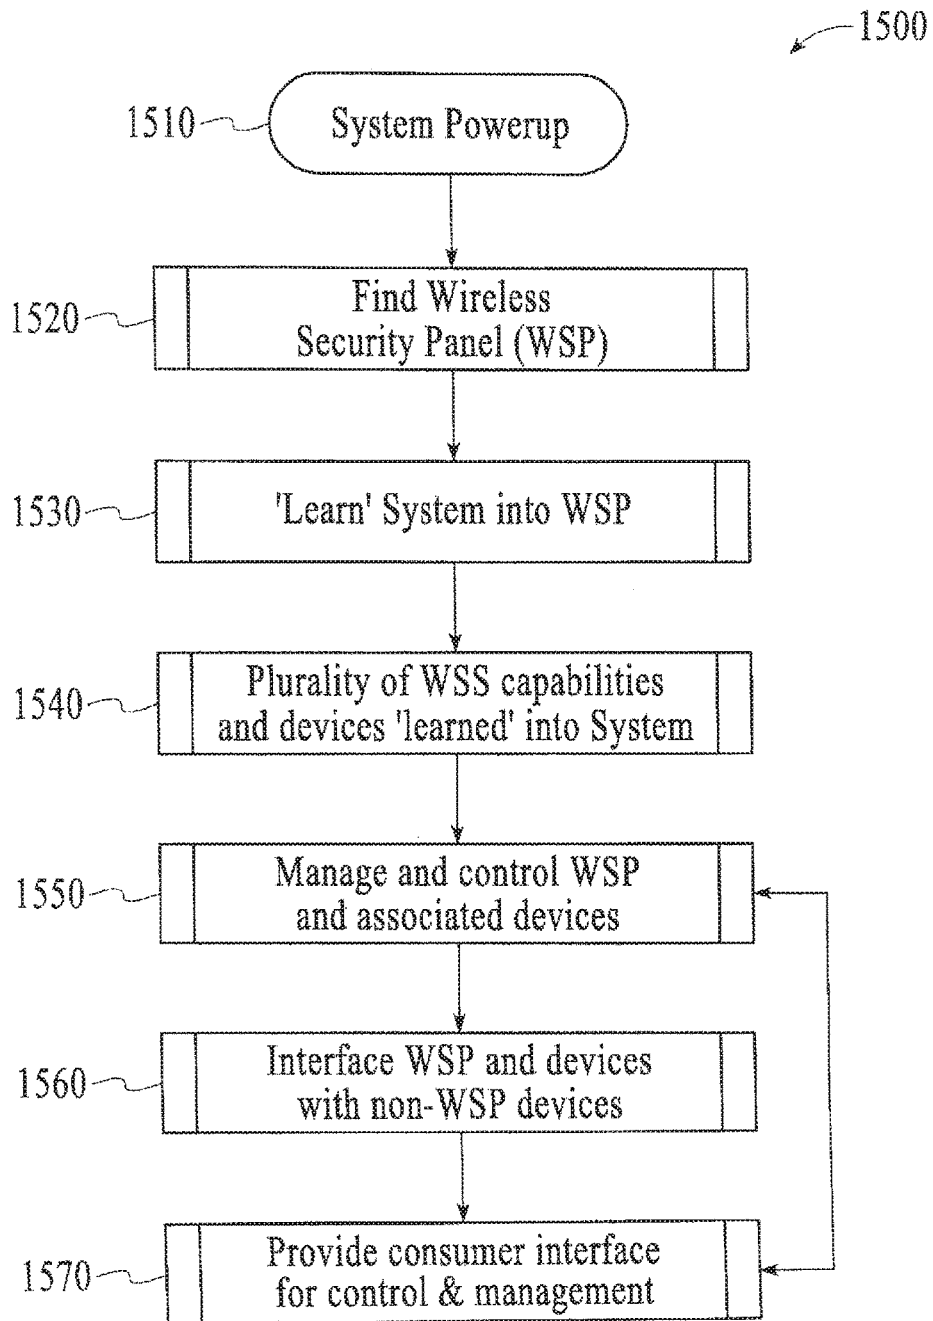 1500
1510
System Powerup
1520
Find Wireless
Security Panel (WSP)
1530
'Learn' System into WSP
1540
Plurality of WSS capabilities
and devices 'learned' into System
1550
Manage and control WSP
and associated devices
1560
Interface WSP and devices
with non-WSP devices
1570
Provide consumer interface
for control & management